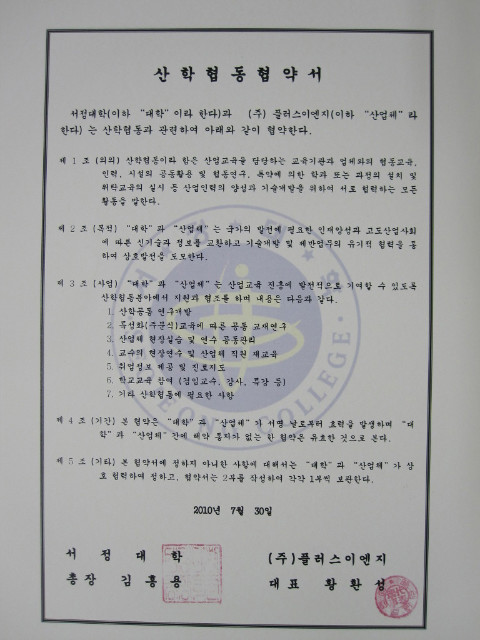 산학협동협약서
서정대학(이하 "대학"이라 한다)과 (주) 플러스이엔지(이하 "산업체"라
한다) 는 산학협동과 관련하여 아래와 같이 협약한다.
제 1 조 (의의) 산학협동이라 함은 산업교육을 담당하는 교육기관과 업체와의 협동교육,
인력, 시설의 공동활용 및 협동연구, 특약에 의한 학과 또는 과정의 설치 및
위탁교육의 실시 등 산업인력의 양성과 기술개발을 위하여 서로 협력하는 모든
활동을 말한다.
제 2 조 (목적) "대학"과 "산업체"는 국가의 발전에 필요한 인재양성과 고도산업사회
에 따른 신기술과 정보를 교환하고 기술개발 및 제반업무의 유기적 협력을 통
하여 상호발전을 도모한다.
제 3 조 (사업) "대학"과 "산업체"는 산업교육 진흥에 발전적으로 기여할 수 있도록
산학협동분야에서 지원과 협조를 하며 내용은 다음과 같다.
1. 산학공동 연구개발
2. 특성화(주문식)교육에 따른 공동 교재연구
3. 산업체 현장실습 및 연수 공동관리
4. 교수의 현장연수 및 산업체 직원 재교육
5. 취업정보 제공 및 진로지도
6. 학교교육 참여 (겸임교수, 강사, 특강 등)
7. 기타 산학협동에 필요한 사항
제 4 조 (기간) 본 협약은 "대학"과 "산업체"가 서명 날로부터 효력을 발생하며 "대
학"과 "산업체" 간에 해약 통지가 없는 한 협약은 유효한 것으로 본다.
제 5 조 (기타) 본 협약서에 정하지 아니한 사항에 대해서는 "대학"과 "산업체"가 상
호 협력하여 정하고, 협약서는 2부를 작성하여 각각 1부씩 보관한다.
2010년 7월 30일
서 정 대 학
총장 김 홍 용
(주)플러스이엔지
대표 황환섭
COLLEGE